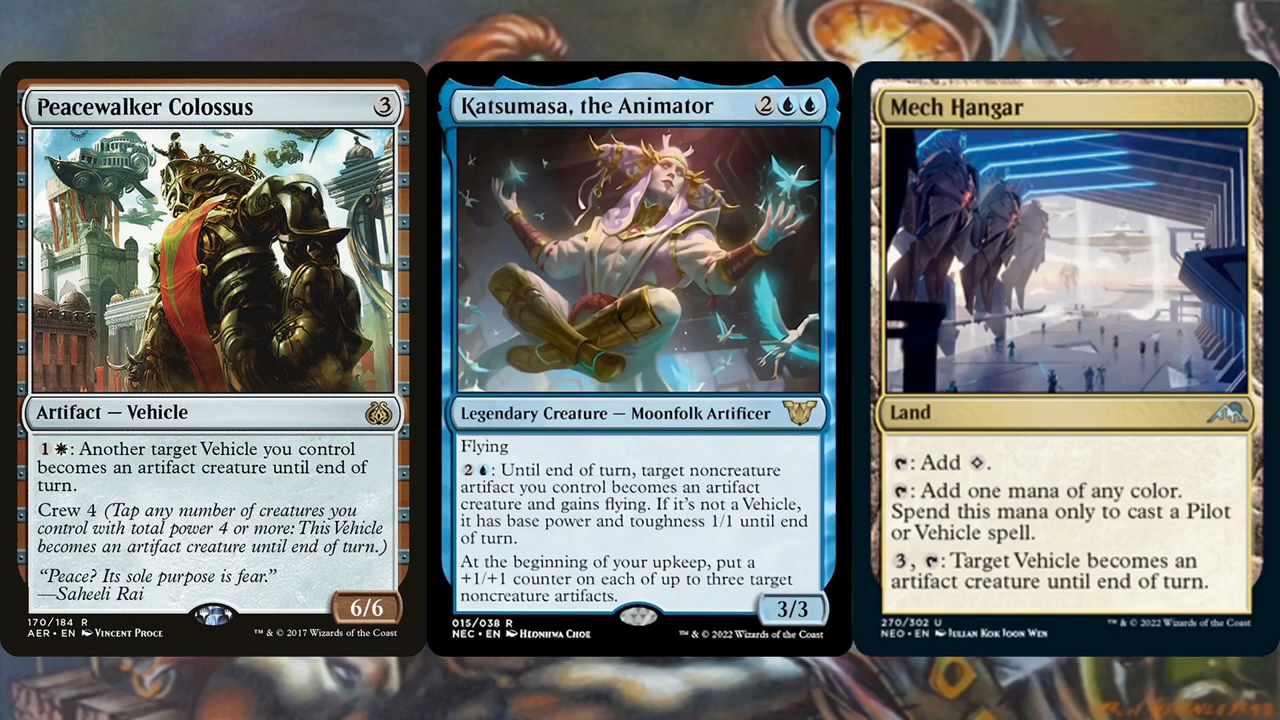 Peacewalker Colossus 3
Artifact — Vehicle
1 : Another target Vehicle you control
becomes an artifact creature until end of
turn.
Crew 4 (Tap any number of creatures you
control with total power 4 or more: This Vehicle
becomes an artifact creature until end of turn.)
“Peace? Its sole purpose is fear.”
—Saheeli Rai
6/6
170/184 R
AER • EN Vincent Proce
™ & © 2017 Wizards of the Coast
Katsumasa, the Animator 2
Legendary Creature — Moonfolk Artificer
Flying
2 : Until end of turn, target noncreature
artifact you control becomes an artifact
creature and gains flying. If it’s not a Vehicle,
it has base power and toughness 1/1 until end
of turn.
At the beginning of your upkeep, put a
+1/+1 counter on each of up to three target
noncreature artifacts.
3/3
015/038 R
NEC • EN Heonhwa Choe
™ & © 2022 Wizards of the Coast
Mech Hangar
Land
: Add .
: Add one mana of any color.
Spend this mana only to cast a Pilot
or Vehicle spell.
3, : Target Vehicle becomes an
artifact creature until end of turn.
270/302 U
NEO • EN Julian Kok Joon Wen
™ & © 2022 Wizards of the Coast